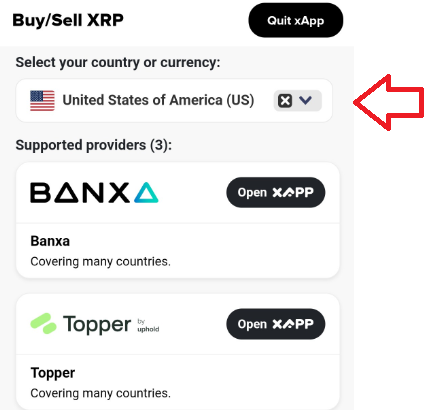 Buy/Sell XRP
Quit xApp
Select your country or currency:
United States of America (US)
Supported providers (3):
BANXA
Open XAPP
Banxa
Covering many countries.
Topper by uphold
Open XAPP
Topper
Covering many countries.